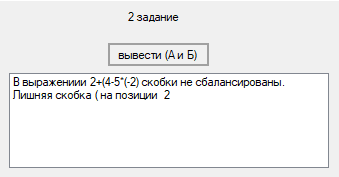 2 задание
вывести (А и Б)
В выражениии 2+(4-5*(-2) скобки не сбалансированы.
Лишняя скобка ( на позиции  2